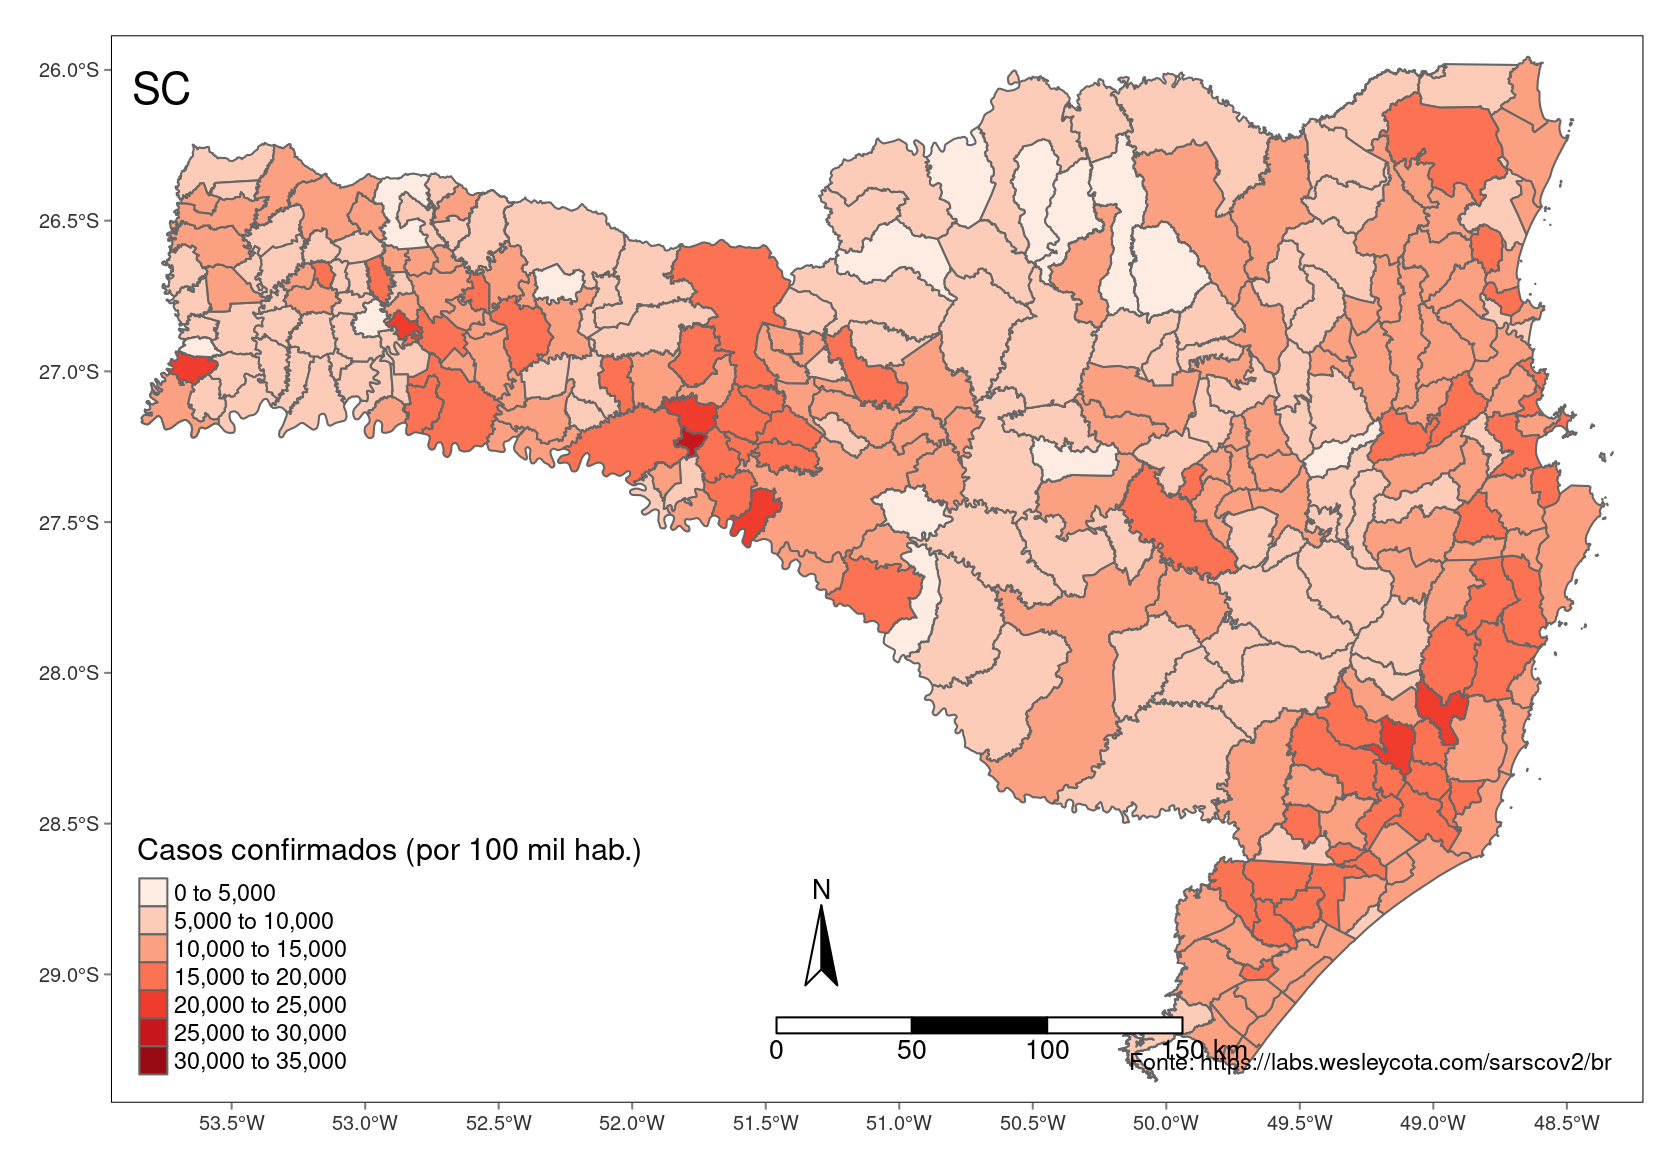 SC
26.0°S
26.5°S
27.0°S
27.5°S
28.0°S
28.5°S
29.0°S
Casos confirmados (por 100 mil hab.)
0 to 5,000
5,000 to 10,000
10,000 to 15,000
15,000 to 20,000
20,000 to 25,000
25,000 to 30,000
30,000 to 35,000
N
0 50 100 150 km
Fonte: https://labs.wesleycota.com/sarscov2/br
53.5°W 53.0°W 52.5°W 52.0°W 51.5°W 51.0°W 50.5°W 50.0°W 49.5°W 49.0°W 48.5°W